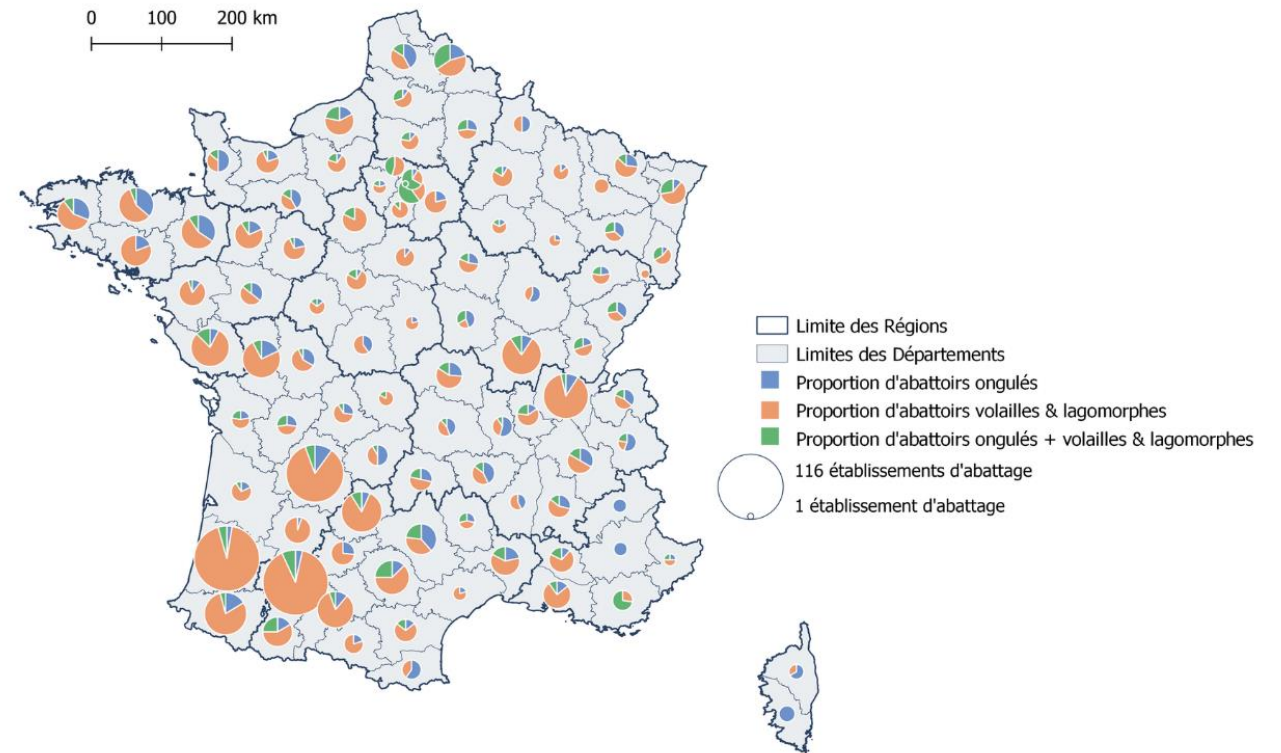 0 100 200 km
Limite des Régions
Limites des Départements
Proportion d'abattoirs ongulés
Proportion d'abattoirs volailles & lagomorphes
Proportion d'abattoirs ongulés + volailles & lagomorphes
116 établissements d'abattage
1 établissement d'abattage